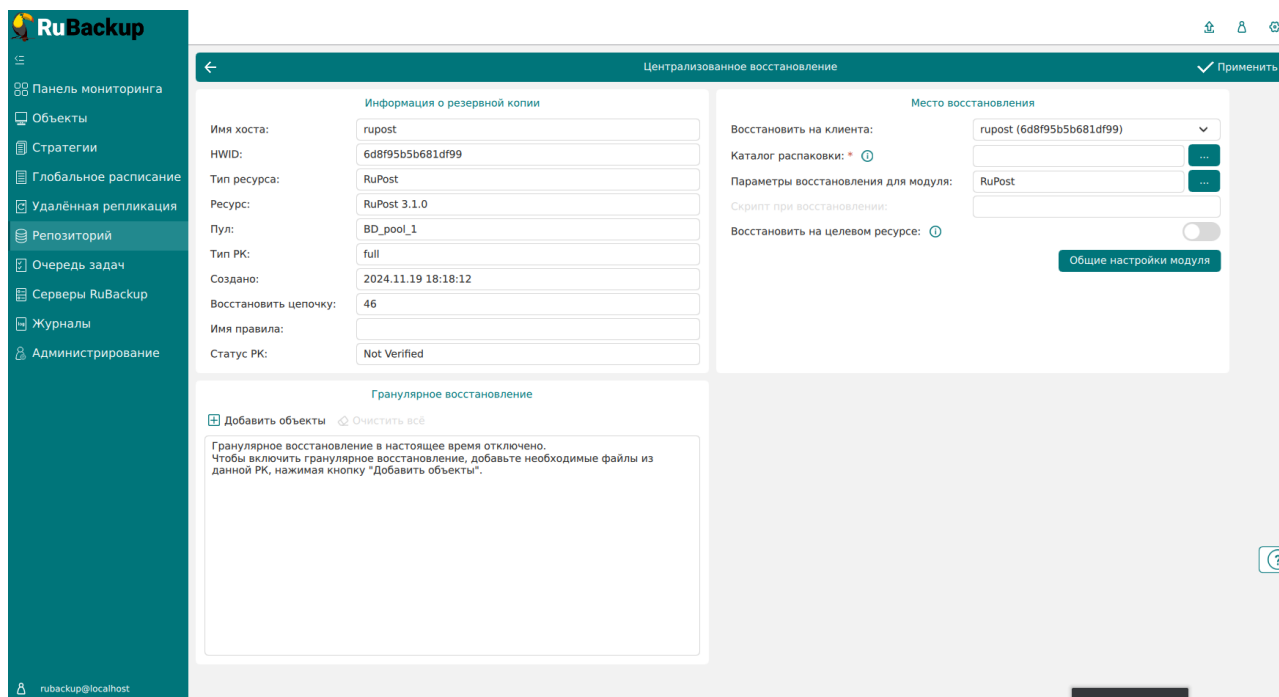 RuBackup
Централизованное восстановление
Применить
Панель мониторинга
Объекты
Стратегии
Глобальное расписание
Удалённая репликация
Репозиторий
Очередь задач
Серверы RuBackup
Журналы
Администрирование
rubackup@localhost
Информация о резервной копии
Имя хоста: rupost
HWID: 6d8f95b5b681df99
Тип ресурса: RuPost
Ресурс: RuPost 3.1.0
Пул: BD_pool_1
Тип РК: full
Создано: 2024.11.19 18:18:12
Восстановить цепочку: 46
Имя правила:
Статус РК: Not Verified
Место восстановления
Восстановить на клиента: rupost (6d8f95b5b681df99)
Каталог распаковки: * ...
Параметры восстановления для модуля: RuPost ...
Скрипт при восстановлении:
Восстановить на целевом ресурсе:
Общие настройки модуля
Гранулярное восстановление
Добавить объекты Очистить всё
Гранулярное восстановление в настоящее время отключено.
Чтобы включить гранулярное восстановление, добавьте необходимые файлы из
данной РК, нажимая кнопку "Добавить объекты".